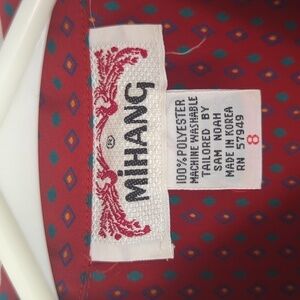 MiHANG
®
100% POLYESTER
MACHINE WASHABLE
TAILORED BY
SAM NOAH
MADE IN KOREA
RN 57949
8